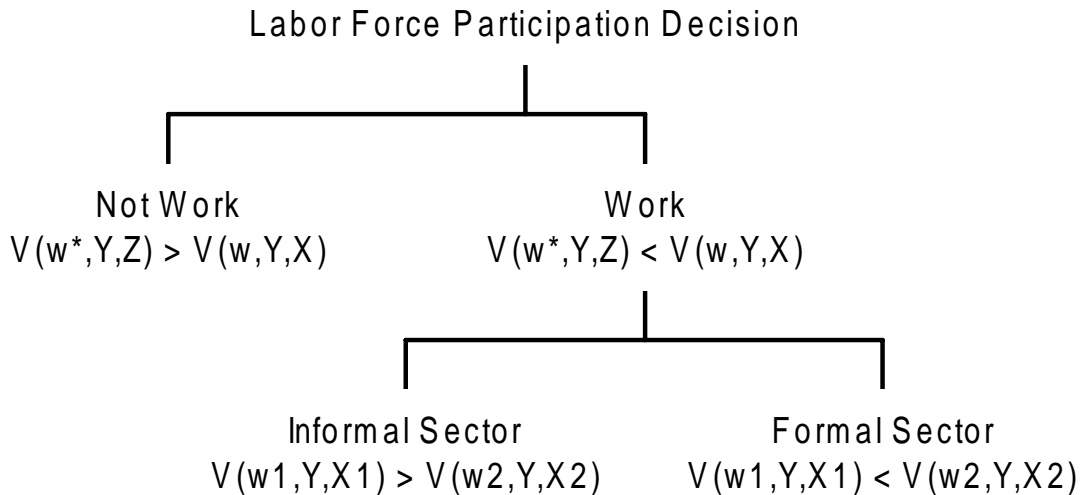 Labor Force Participation Decision
Not Work
V(w*,Y,Z) > V(w,Y,X)
Work
V(w*,Y,Z) < V(w,Y,X)
Informal Sector
V(w1,Y,X1) > V(w2,Y,X2)
Formal Sector
V(w1,Y,X1) < V(w2,Y,X2)